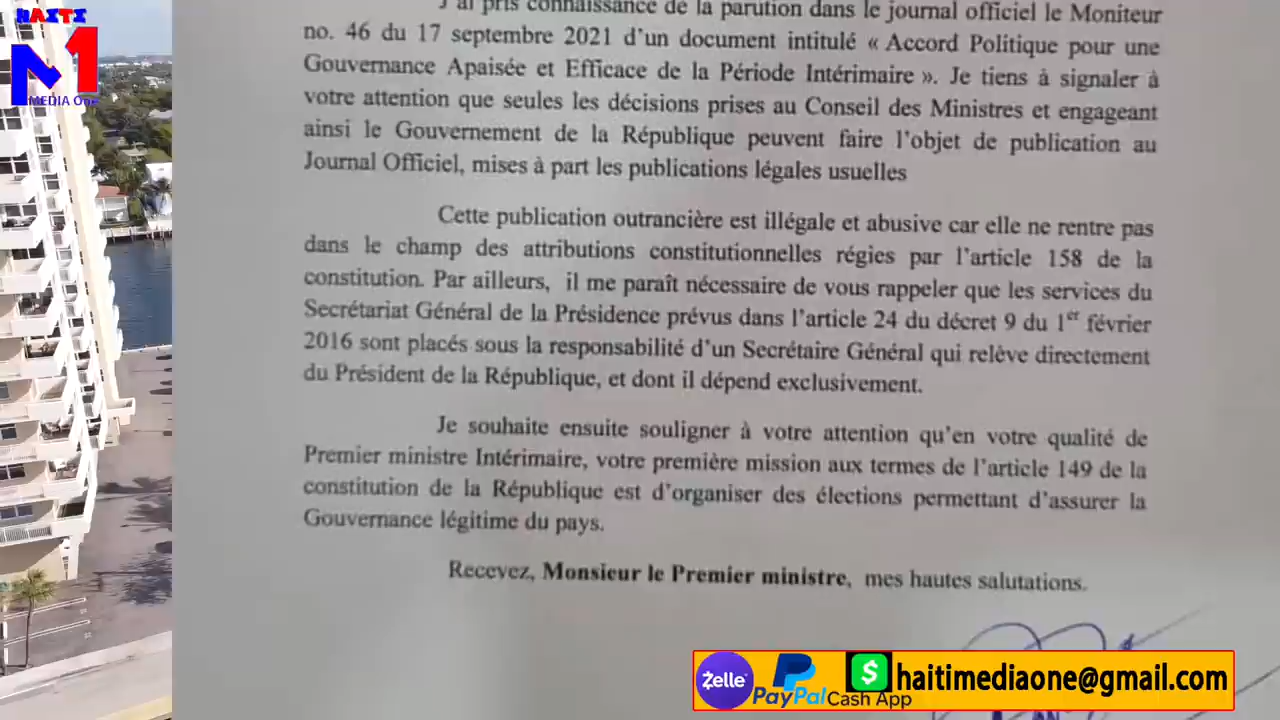 HAITI
M1
MEDIA One
J'ai pris connaissance de la parution dans le journal officiel le Moniteur
no. 46 du 17 septembre 2021 d'un document intitulé « Accord Politique pour une
Gouvernance Apaisée et Efficace de la Période Intérimaire ». Je tiens à signaler à
votre attention que seules les décisions prises au Conseil des Ministres et engageant
ainsi le Gouvernement de la République peuvent faire l'objet de publication au
Journal Officiel, mises à part les publications légales usuelles
Cette publication outrancière est illégale et abusive car elle ne rentre pas
dans le champ des attributions constitutionnelles régies par l'article 158 de la
constitution. Par ailleurs, il me paraît nécessaire de vous rappeler que les services du
Secrétariat Général de la Présidence prévus dans l'article 24 du décret 9 du 1er février
2016 sont placés sous la responsabilité d'un Secrétaire Général qui relève directement
du Président de la République, et dont il dépend exclusivement.
Je souhaite ensuite souligner à votre attention qu'en votre qualité de
Premier ministre Intérimaire, votre première mission aux termes de l'article 149 de la
constitution de la République est d'organiser des élections permettant d'assurer la
Gouvernance légitime du pays.
Recevez, Monsieur le Premier ministre, mes hautes salutations.
Zelle
PayPal
$
Cash App
haitimediaone@gmail.com